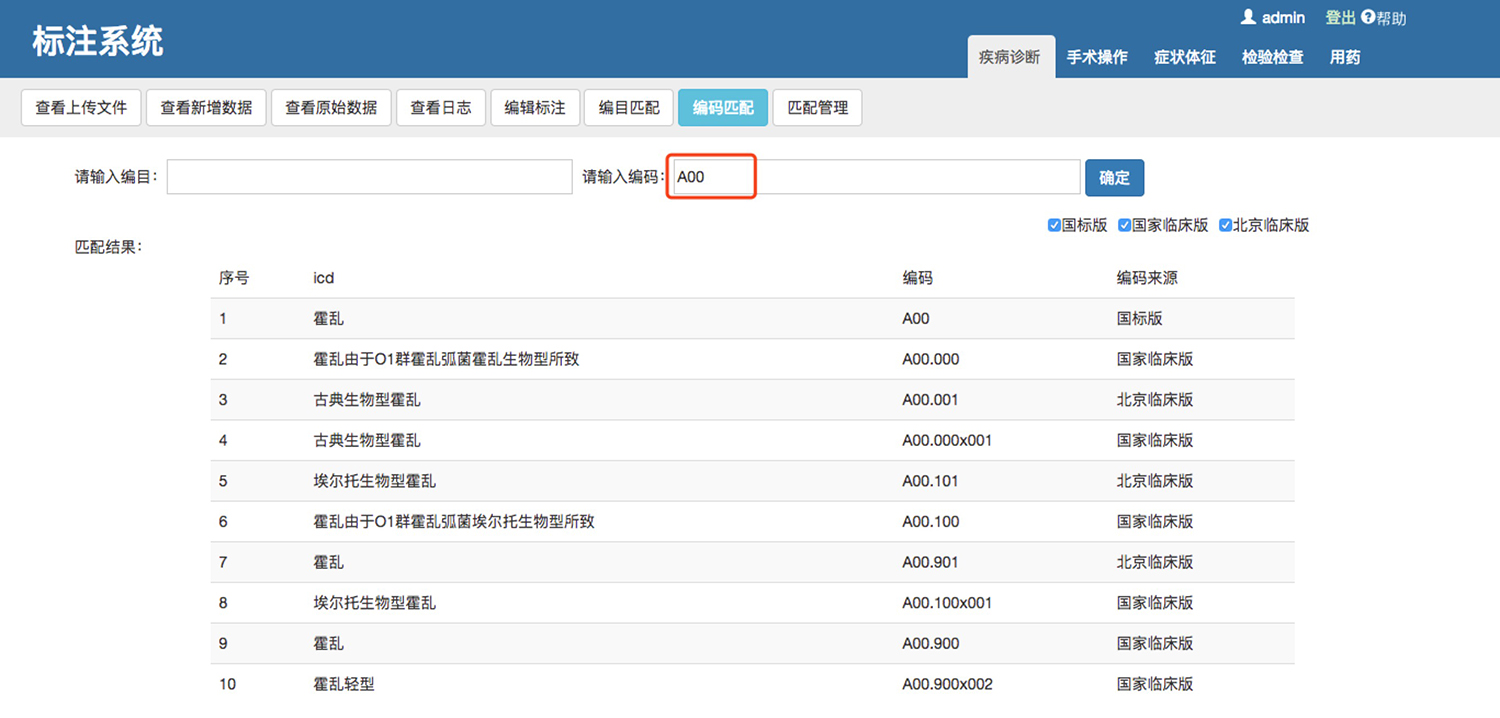 admin 登出 帮助
标注系统
疾病诊断 手术操作 症状体征 检验检查 用药
查看上传文件 查看新增数据 查看原始数据 查看日志 编辑标注 编目匹配 编码匹配 匹配管理
请输入编目: 请输入编码: A00 确定
国标版 国家临床版 北京临床版
匹配结果:
序号 icd 编码 编码来源
1 霍乱 A00 国标版
2 霍乱由于O1群霍乱弧菌霍乱生物型所致 A00.000 国家临床版
3 古典生物型霍乱 A00.001 北京临床版
4 古典生物型霍乱 A00.000x001 国家临床版
5 埃尔托生物型霍乱 A00.101 北京临床版
6 霍乱由于O1群霍乱弧菌埃尔托生物型所致 A00.100 国家临床版
7 霍乱 A00.901 北京临床版
8 埃尔托生物型霍乱 A00.100x001 国家临床版
9 霍乱 A00.900 国家临床版
10 霍乱轻型 A00.900x002 国家临床版